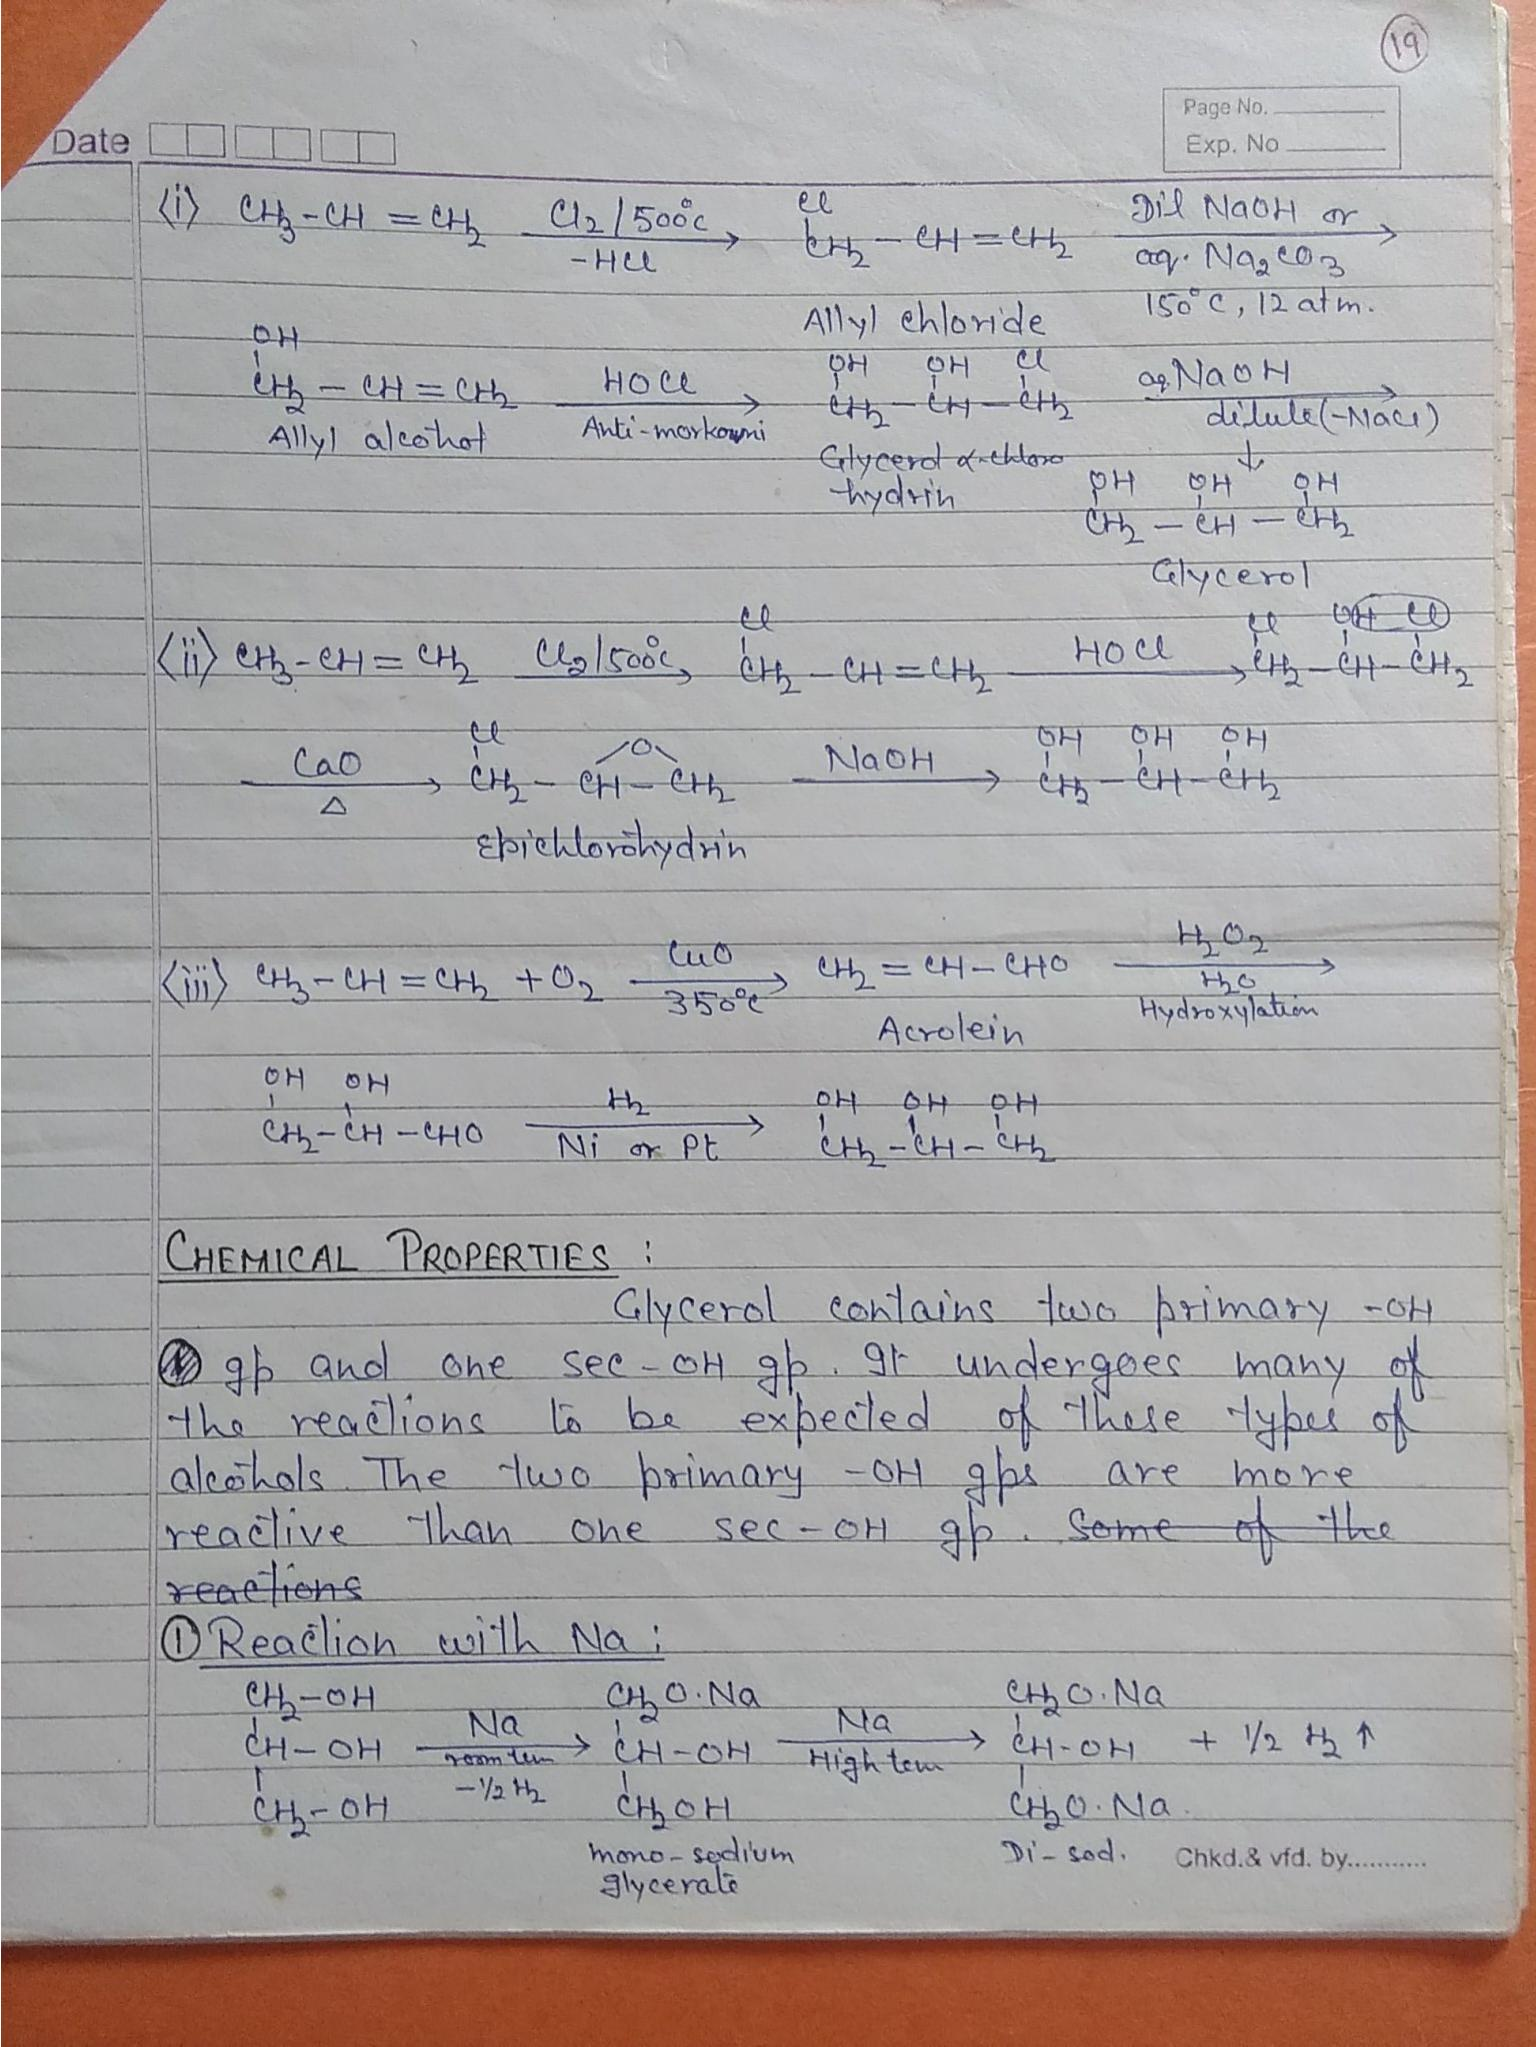 19
Page No.
Exp. No
Date
(i) CH3-CH=CH2 Cl2/500°C -HCl Cl CH2-CH=CH2 Dil NaOH or aq. Na2CO3
Allyl chloride 150°C, 12 atm.
OH OH OH Cl
CH2-CH=CH2 HOCl CH2-CH-CH2 aq NaOH
Allyl alcohol Anti-morkowni dilute (-NaCl)
Glycerol α-chloro
hydrin
OH OH OH
CH2-CH-CH2
Glycerol
Cl Cl OH Cl
(ii) CH3-CH=CH2 Cl2/500°C CH2-CH=CH2 HOCl CH2-CH-CH2
Cl O OH OH OH
CaO Δ CH2-CH-CH2 NaOH CH2-CH-CH2
Epichlorohydrin
(iii) CH3-CH=CH2 + O2 CuO 350°C CH2=CH-CHO H2O2 H2O
Acrolein Hydroxylation
OH OH OH OH OH
CH2-CH-CHO H2 Ni or Pt CH2-CH-CH2
CHEMICAL PROPERTIES :
Glycerol contains two primary -OH
gp and one sec-OH gp. It undergoes many of
the reactions to be expected of these types of
alcohols. The two primary -OH gps are more
reactive than one sec-OH gp. Some of the
reactions
① Reaction with Na :
CH2-OH CH2O.Na CH2O.Na
CH-OH Na room tem -1/2 H2 CH-OH Na High tem CH-OH + 1/2 H2 ↑
CH2-OH CH2OH CH2O.Na
mono-sodium Di-sod. Chkd.& vfd. by...........
glycerate